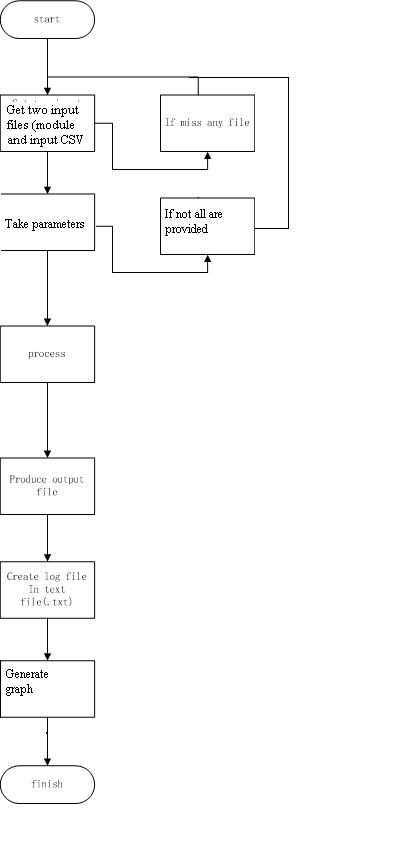 start
Get two input
files (module
and input CSV
If miss any file
Take parameters
If not all are
provided
process
Produce output
file
Create log file
In text
file(.txt)
Generate
graph
finish